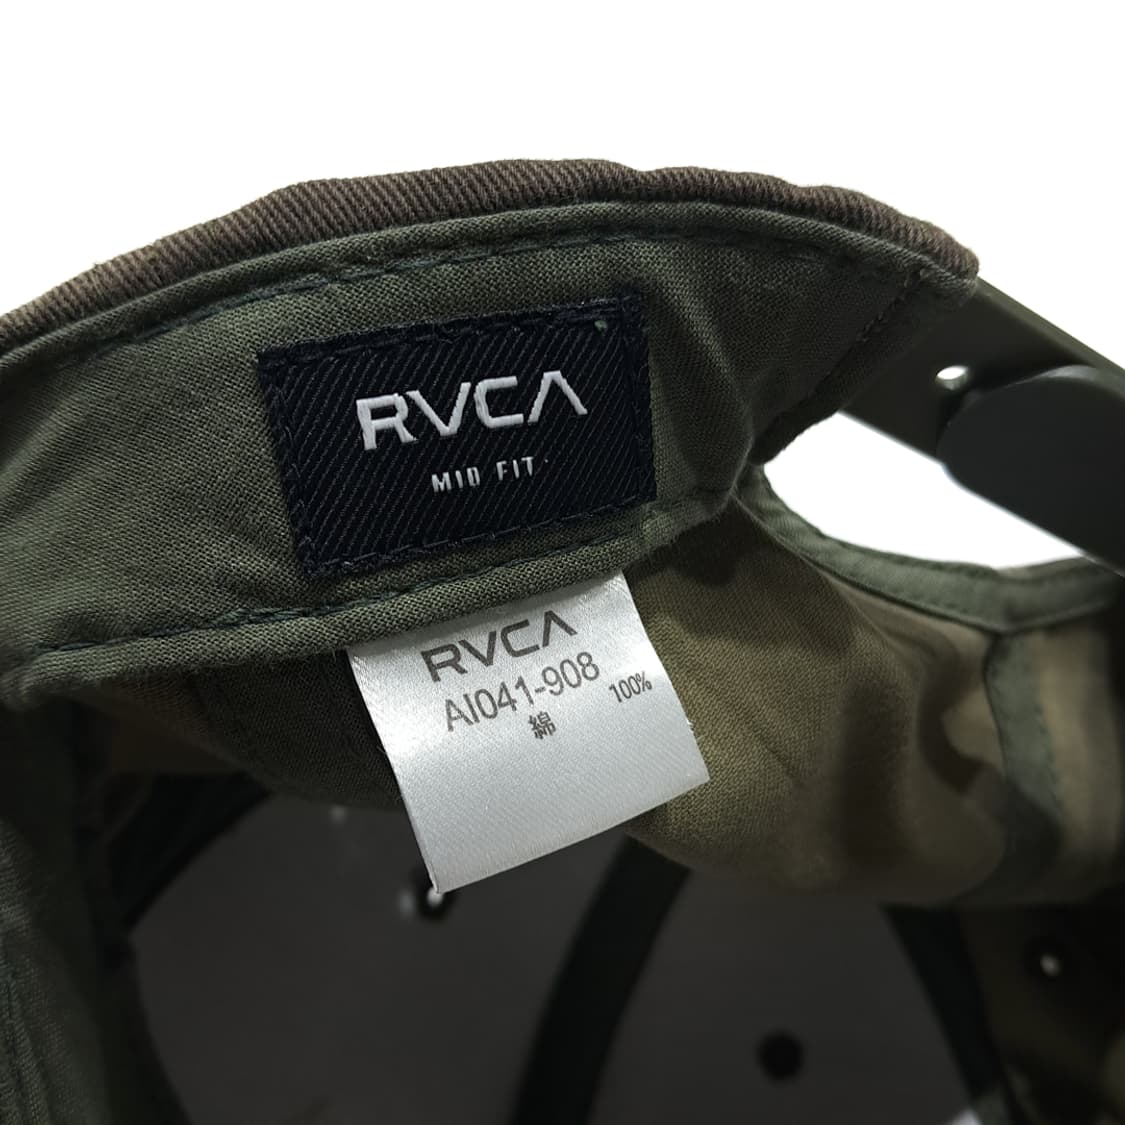 RVCA
MID FIT
RVCA
AI041-908
綿 100%